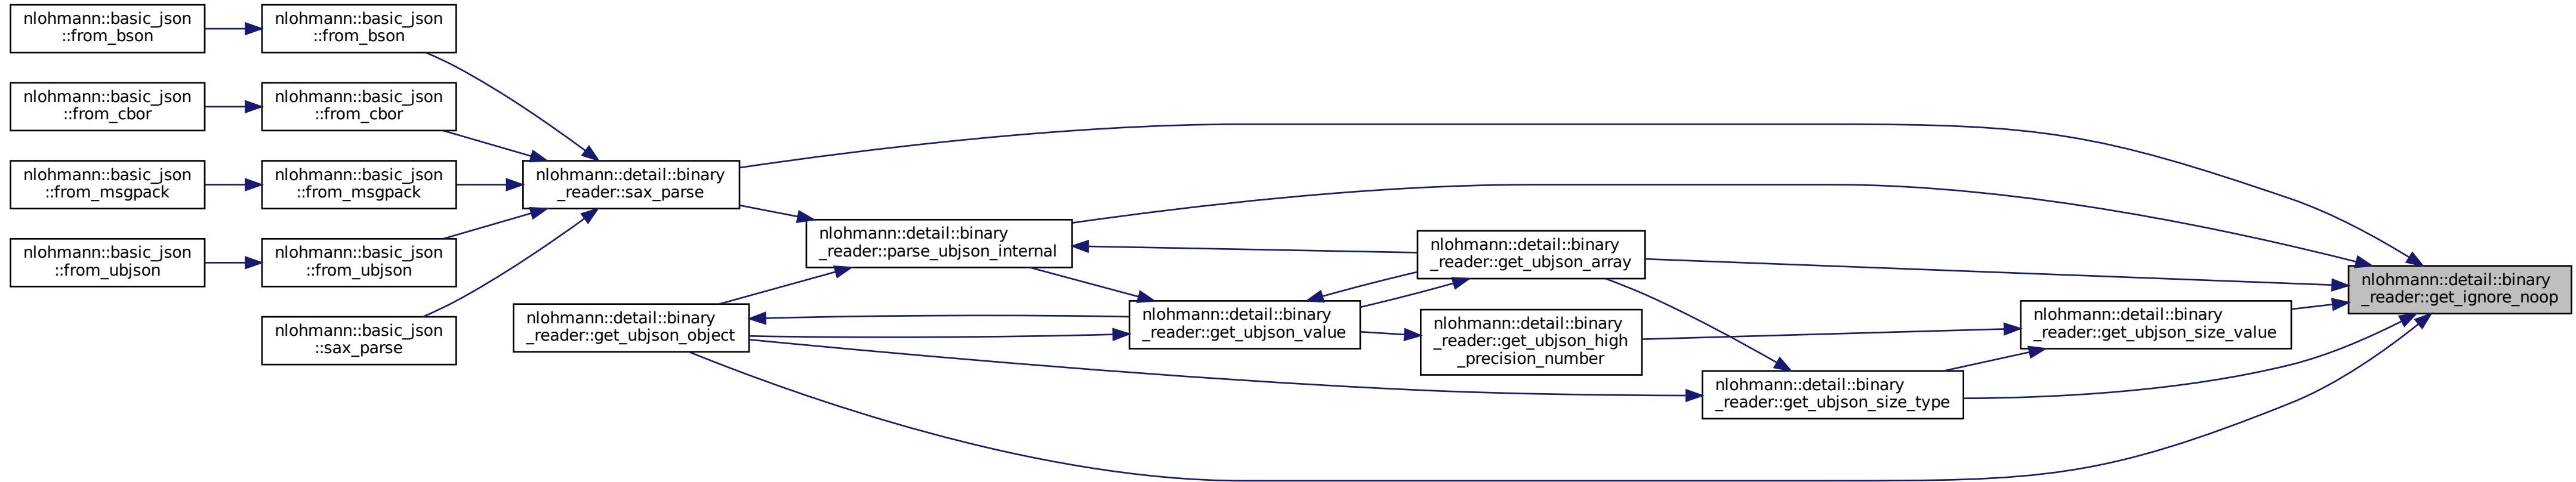 nlohmann::basic_json
::from_bson
nlohmann::basic_json
::from_bson
nlohmann::basic_json
::from_cbor
nlohmann::basic_json
::from_cbor
nlohmann::basic_json
::from_msgpack
nlohmann::basic_json
::from_msgpack
nlohmann::basic_json
::from_ubjson
nlohmann::basic_json
::from_ubjson
nlohmann::basic_json
::sax_parse
nlohmann::detail::binary
_reader::sax_parse
nlohmann::detail::binary
_reader::get_ubjson_object
nlohmann::detail::binary
_reader::parse_ubjson_internal
nlohmann::detail::binary
_reader::get_ubjson_value
nlohmann::detail::binary
_reader::get_ubjson_array
nlohmann::detail::binary
_reader::get_ubjson_high
_precision_number
nlohmann::detail::binary
_reader::get_ubjson_size_type
nlohmann::detail::binary
_reader::get_ubjson_size_value
nlohmann::detail::binary
_reader::get_ignore_noop